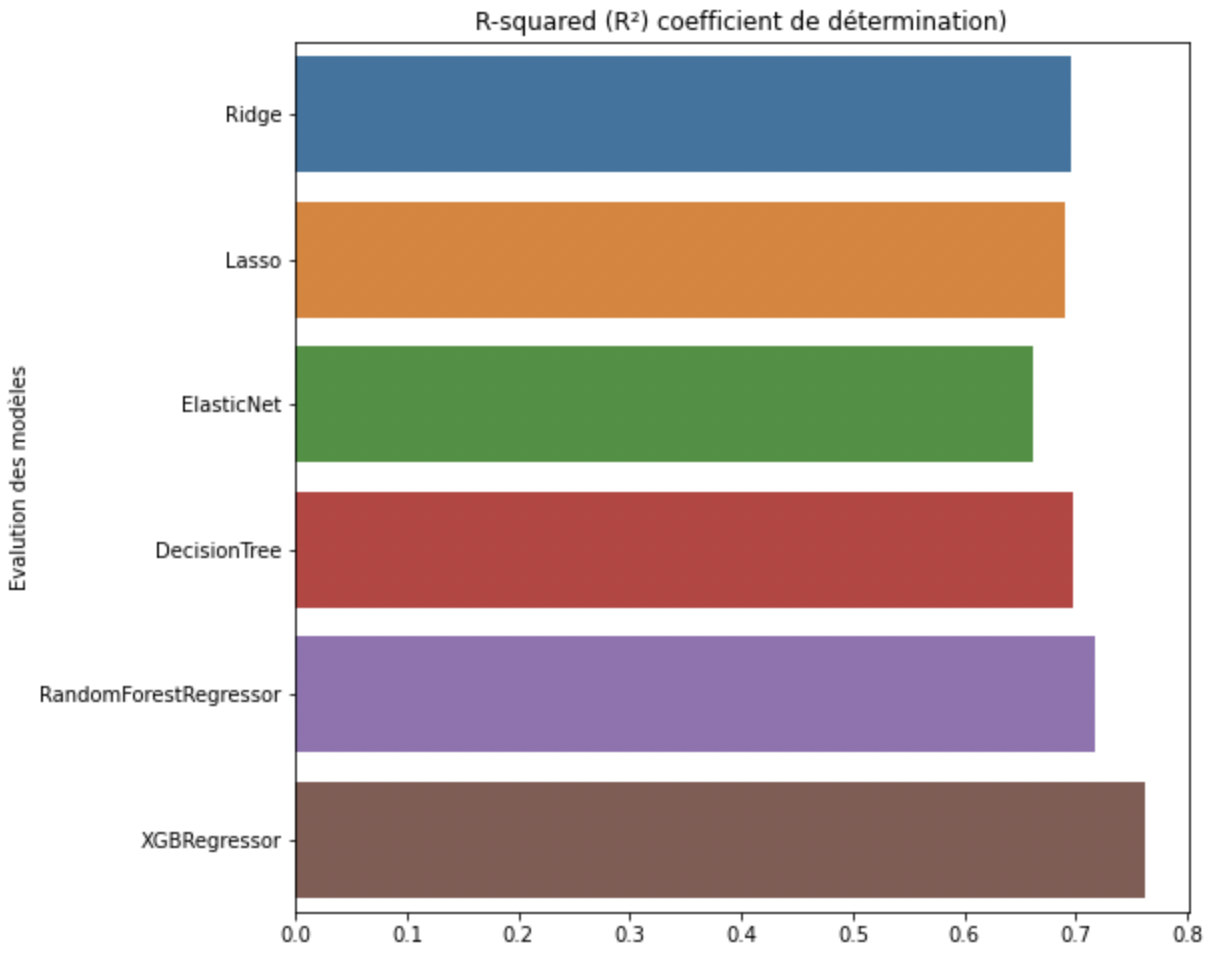 R-squared (R²) coefficient de détermination)
Evalution des modèles
Ridge
Lasso
ElasticNet
DecisionTree
RandomForestRegressor
XGBRegressor
0.0 0.1 0.2 0.3 0.4 0.5 0.6 0.7 0.8